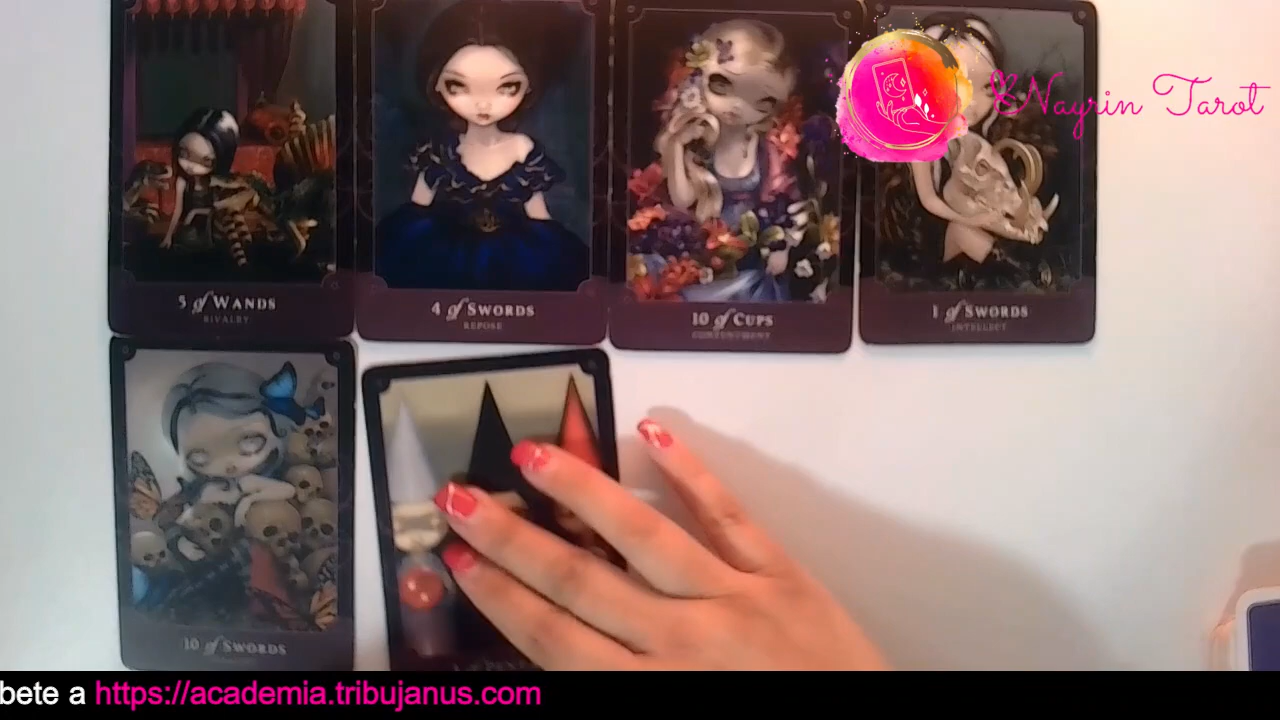 Nayrin Tarot
5 of WANDS
RIVALRY
4 of SWORDS
REPOSE
10 of CUPS
CONTENTMENT
1 of SWORDS
INTELLECT
10 of SWORDS
bete a https://academia.tribujanus.com